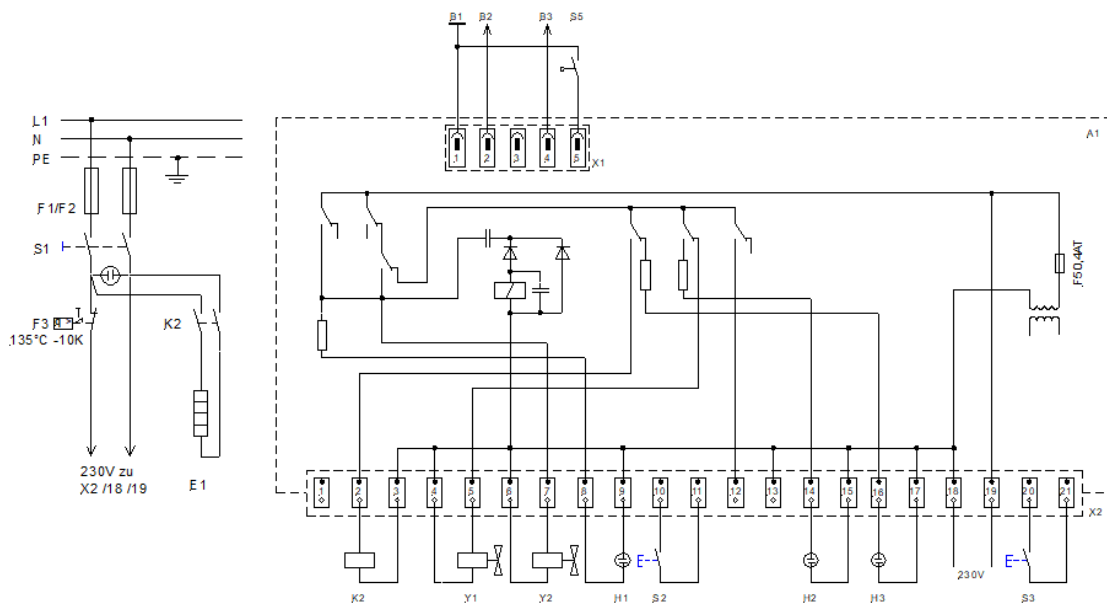 B1 B2 B3 S5
L1
N
PE
F1/F2
S1
F3
135°C -10K
K2
230V zu
X2 /18 /19
E1
A1
1 2 3 4 5
X1
F50,4AT
1 2 3 4 5 6 7 8 9 10 11 12 13 14 15 16 17 18 19 20 21
X2
230V
K2 Y1 Y2 H1 S2 H2 H3 S3